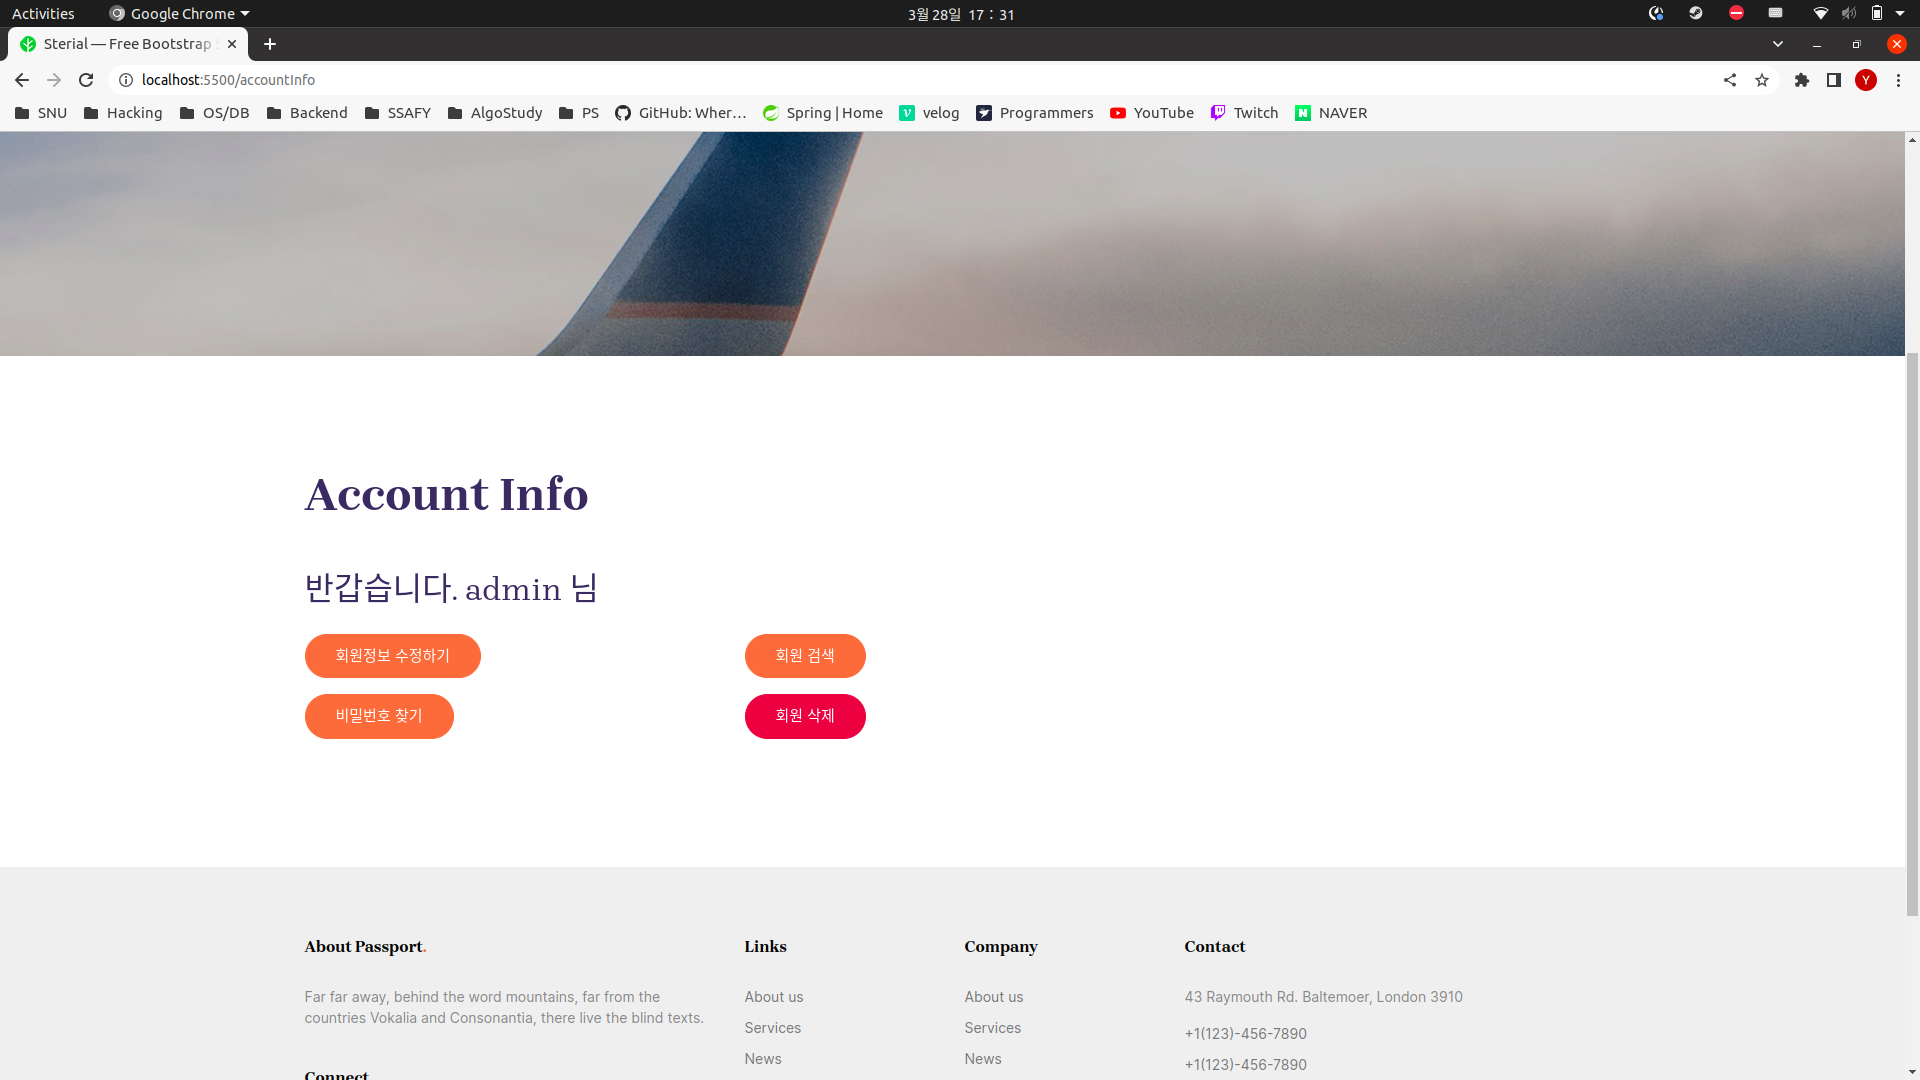 Activities
Google Chrome
3월 28일 17 : 31
Sterial — Free Bootstrap
localhost:5500/accountInfo
Y
SNU
Hacking
OS/DB
Backend
SSAFY
AlgoStudy
PS
GitHub: Wher...
Spring | Home
velog
Programmers
YouTube
Twitch
NAVER
Account Info
반갑습니다. admin 님
회원정보 수정하기
회원 검색
비밀번호 찾기
회원 삭제
About Passport.
Far far away, behind the word mountains, far from the
countries Vokalia and Consonantia, there live the blind texts.
Connect
Links
About us
Services
News
Company
About us
Services
News
Contact
43 Raymouth Rd. Baltemoer, London 3910
+1(123)-456-7890
+1(123)-456-7890